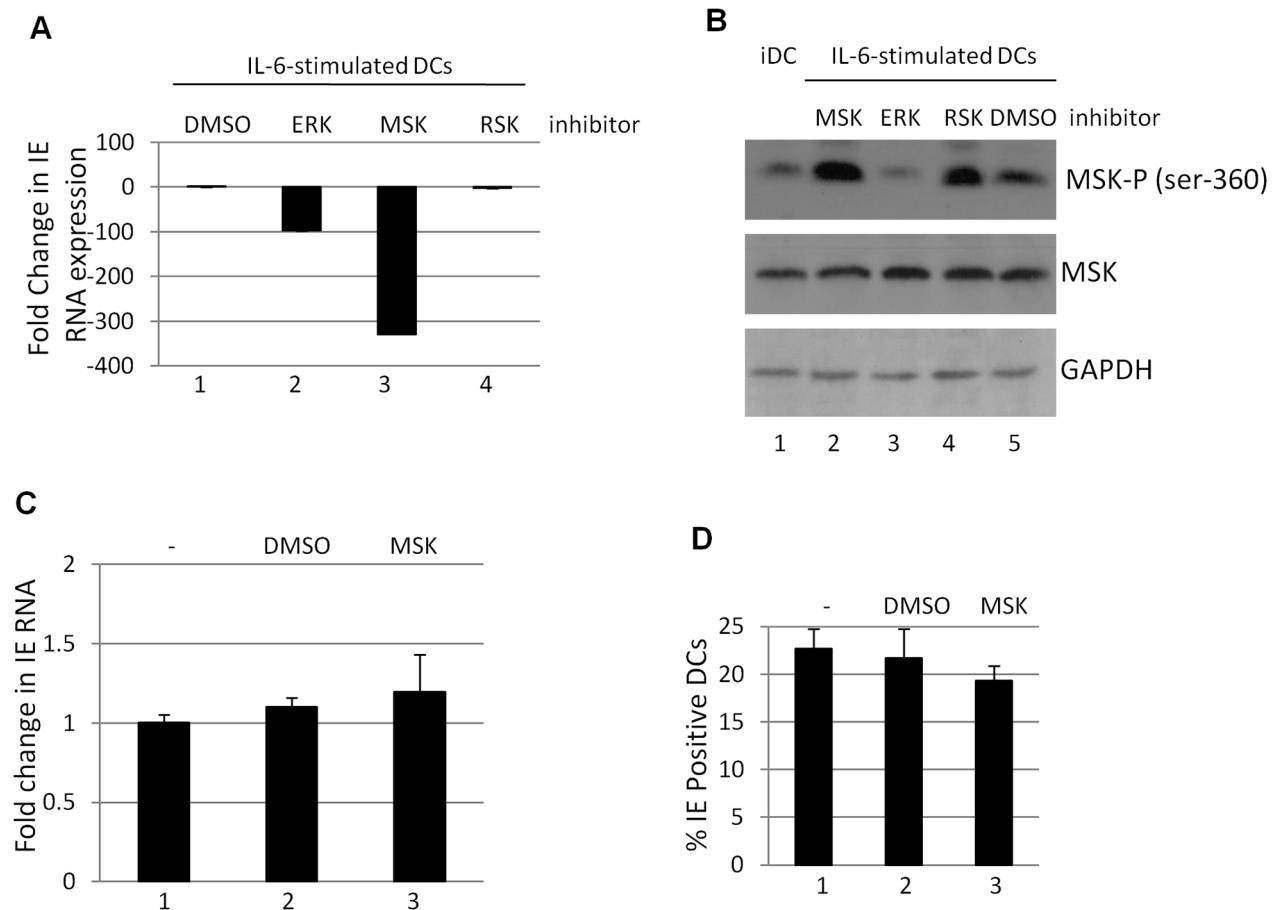 A
IL-6-stimulated DCs
DMSO ERK MSK RSK inhibitor
Fold Change in IE
RNA expression
100
0
-100
-200
-300
-400
1 2 3 4
B
iDC IL-6-stimulated DCs
MSK ERK RSK DMSO inhibitor
MSK-P (ser-360)
MSK
GAPDH
1 2 3 4 5
C
- DMSO MSK
Fold change in IE RNA
2
1.5
1
0.5
0
1 2 3
D
- DMSO MSK
% IE Positive DCs
25
20
15
10
5
0
1 2 3